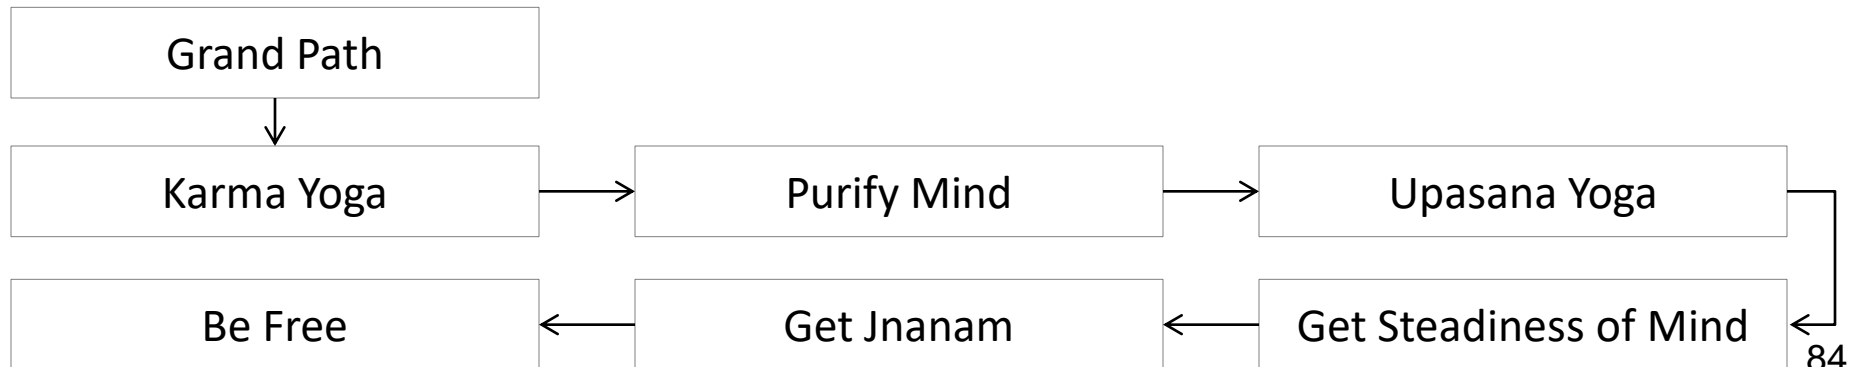 Grand Path
Karma Yoga
Purify Mind
Upasana Yoga
Get Steadiness of Mind
Get Jnanam
Be Free
84